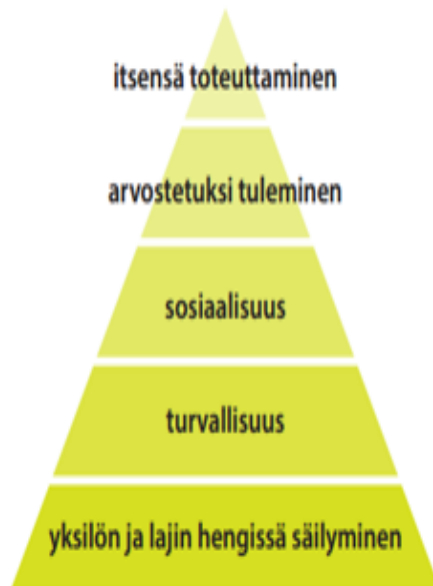 itsensä toteuttaminen
arvostetuksi tuleminen
sosiaalisuus
turvallisuus
yksilön ja lajin hengissä säilyminen